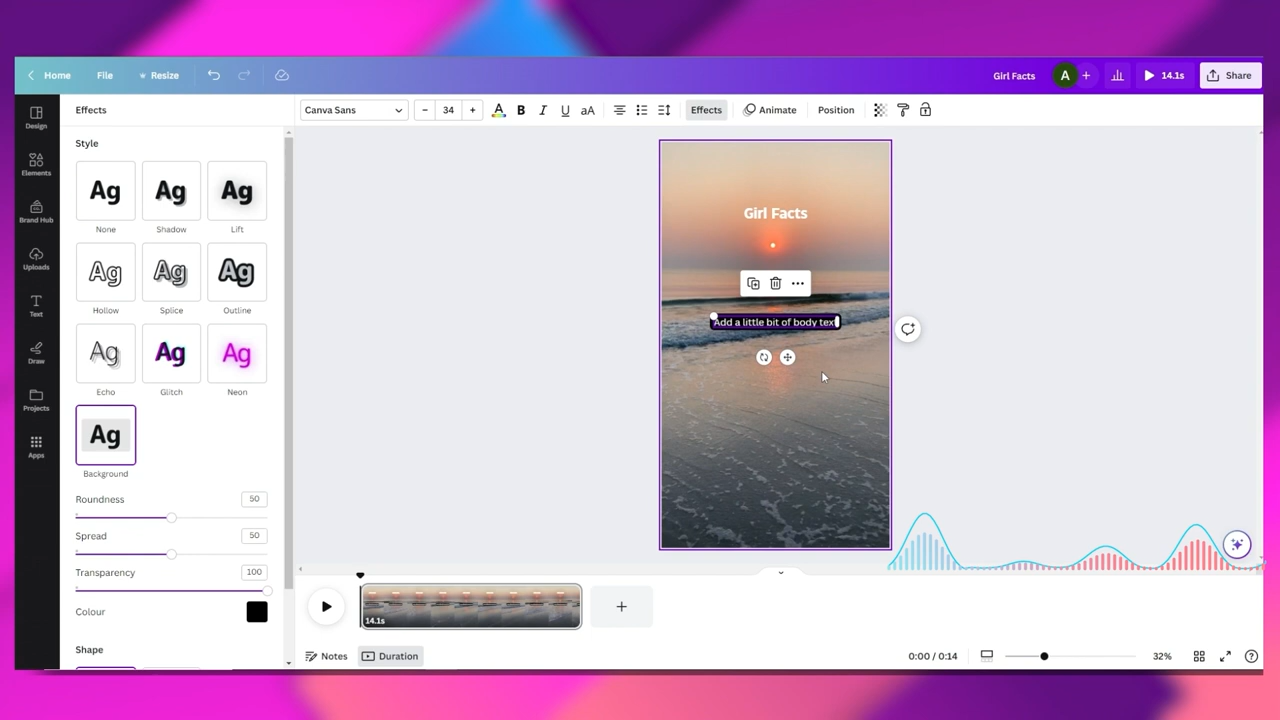 Home File Resize Girl Facts A 14.1s Share
Effects Canva Sans 34 A B I U aA Effects Animate Position
Design
Elements
Brand Hub
Uploads
Text
Draw
Projects
Apps
Style
Ag Ag Ag
None Shadow Lift
Ag Ag Ag
Hollow Splice Outline
Ag Ag Ag
Echo Glitch Neon
Ag
Background
Roundness 50
Spread 50
Transparency 100
Colour
Shape
Girl Facts
Add a little bit of body text
14.1s
Notes Duration 0:00 / 0:14 32%